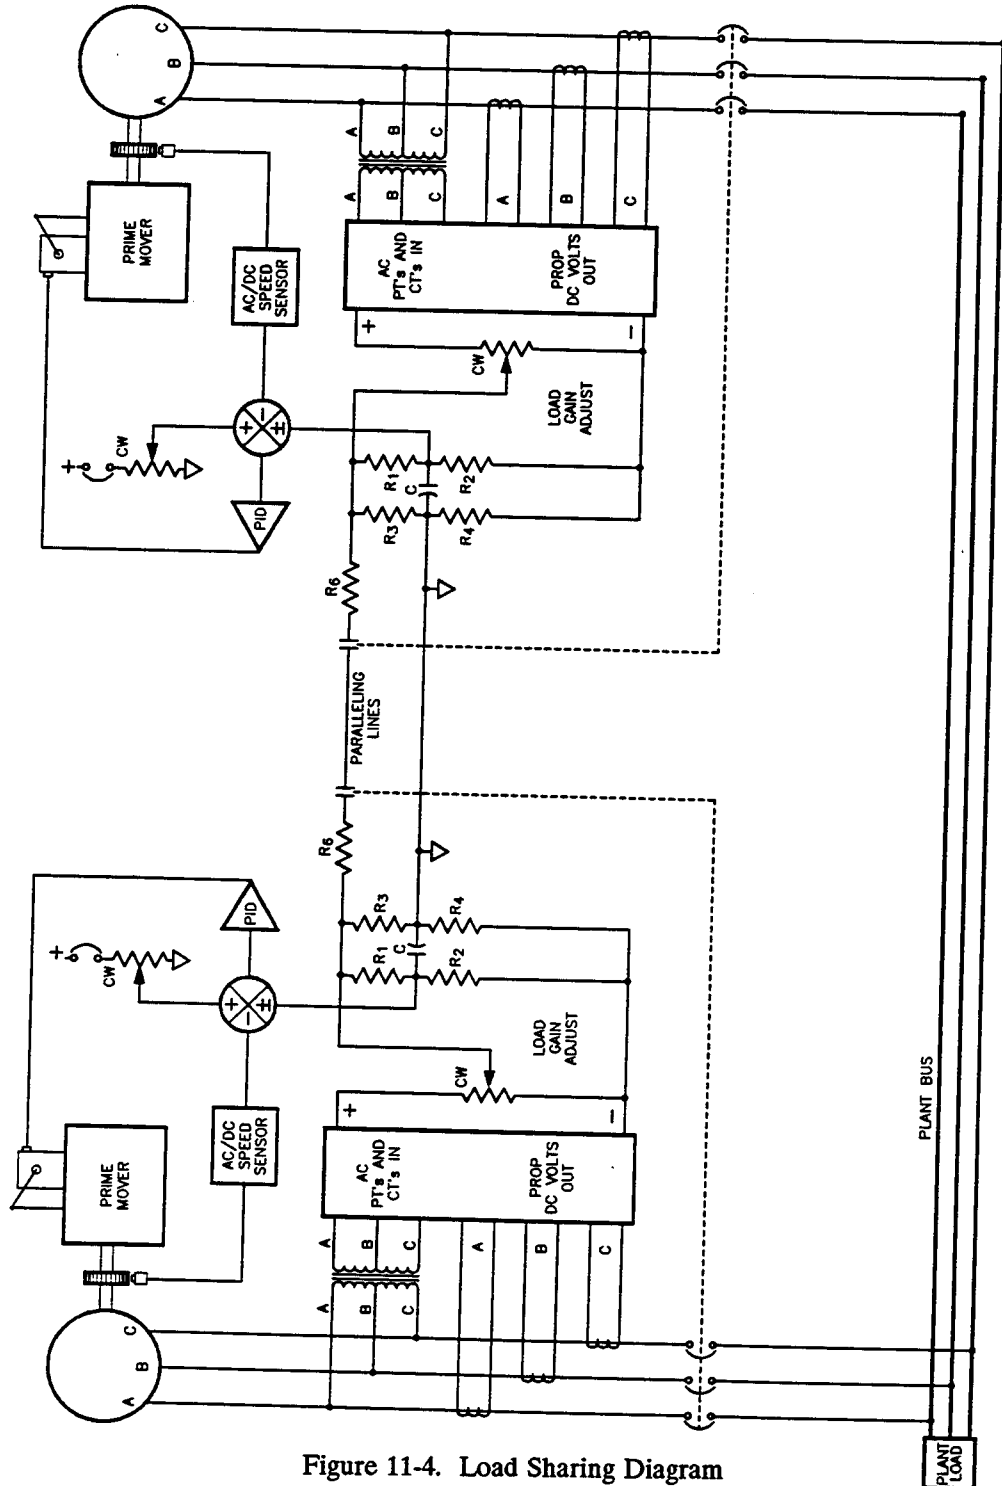 C
B
A
PRIME
MOVER
AC/DC
SPEED
SENSOR
A
B
C
A
B
C
A
B
C
AC
PT's AND
CT's IN
PROP
DC VOLTS
OUT
+
−
CW
LOAD
GAIN
ADJUST
+
−
±
+
CW
PID
R1
C
R2
R3
R4
R6
PARALLELING
LINES
R6
R3
R4
R1
C
R2
PID
+
CW
+
−
±
LOAD
GAIN
ADJUST
CW
+
−
AC/DC
SPEED
SENSOR
PRIME
MOVER
AC
PT's AND
CT's IN
PROP
DC VOLTS
OUT
A
B
C
A
B
C
A
B
C
C
B
A
PLANT BUS
PLANT
LOAD
Figure 11-4. Load Sharing Diagram